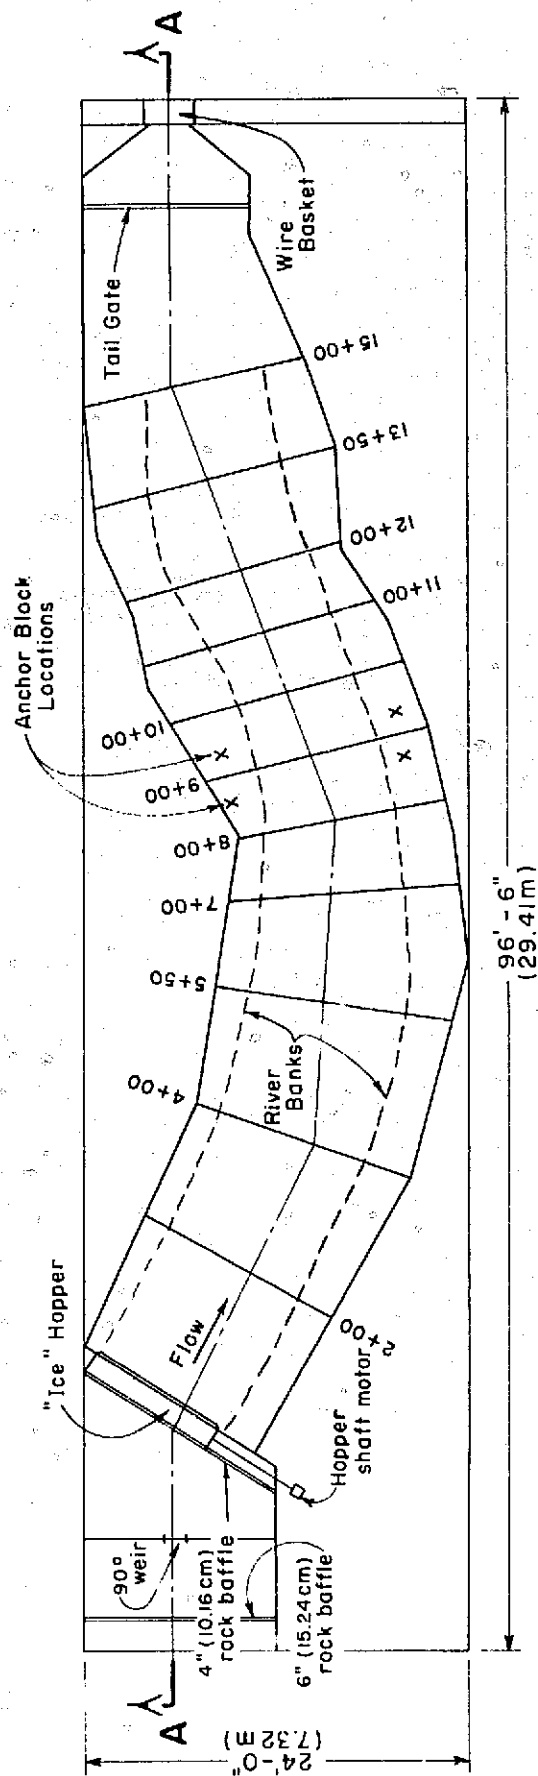 A
A
Tail Gate
Wire
Basket
15+00
13+50
12+00
11+00
Anchor Block
Locations
10+00
9+00
8+00
7+00
5+50
4+00
River
Banks
2+00
"Ice" Hopper
Flow
Hopper
shaft motor
90°
weir
4" (10.16cm)
rock baffle
6" (15.24cm)
rock baffle
96'-6"
(29.41m)
24'-0"
(7.32m)